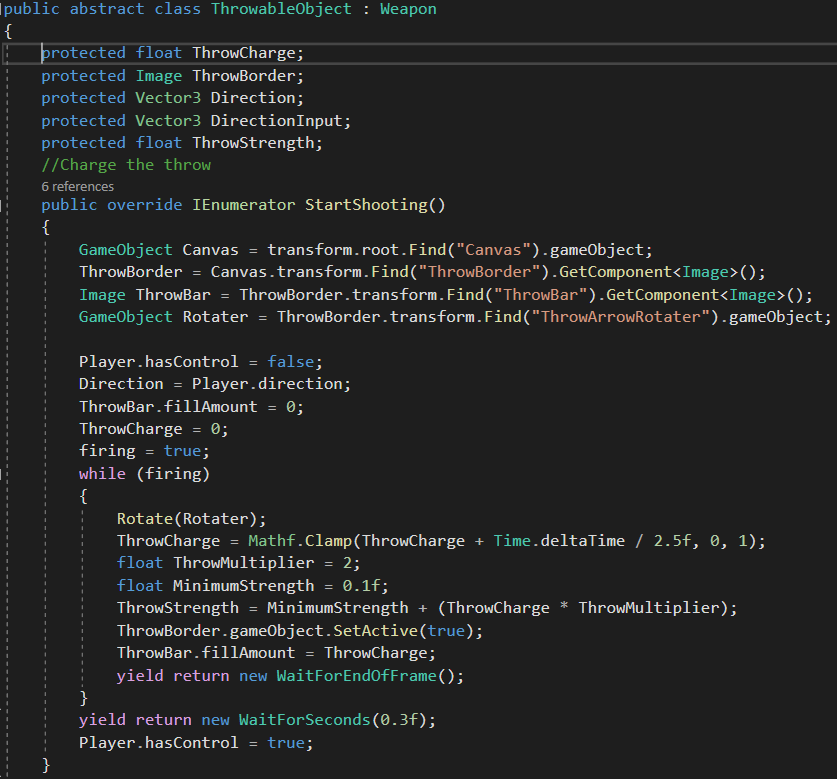 public abstract class ThrowableObject : Weapon
{
protected float ThrowCharge;
protected Image ThrowBorder;
protected Vector3 Direction;
protected Vector3 DirectionInput;
protected float ThrowStrength;
//Charge the throw
6 references
public override IEnumerator StartShooting()
{
GameObject Canvas = transform.root.Find("Canvas").gameObject;
ThrowBorder = Canvas.transform.Find("ThrowBorder").GetComponent<Image>();
Image ThrowBar = ThrowBorder.transform.Find("ThrowBar").GetComponent<Image>();
GameObject Rotater = ThrowBorder.transform.Find("ThrowArrowRotater").gameObject;
Player.hasControl = false;
Direction = Player.direction;
ThrowBar.fillAmount = 0;
ThrowCharge = 0;
firing = true;
while (firing)
{
Rotate(Rotater);
ThrowCharge = Mathf.Clamp(ThrowCharge + Time.deltaTime / 2.5f, 0, 1);
float ThrowMultiplier = 2;
float MinimumStrength = 0.1f;
ThrowStrength = MinimumStrength + (ThrowCharge * ThrowMultiplier);
ThrowBorder.gameObject.SetActive(true);
ThrowBar.fillAmount = ThrowCharge;
yield return new WaitForEndOfFrame();
}
yield return new WaitForSeconds(0.3f);
Player.hasControl = true;
}